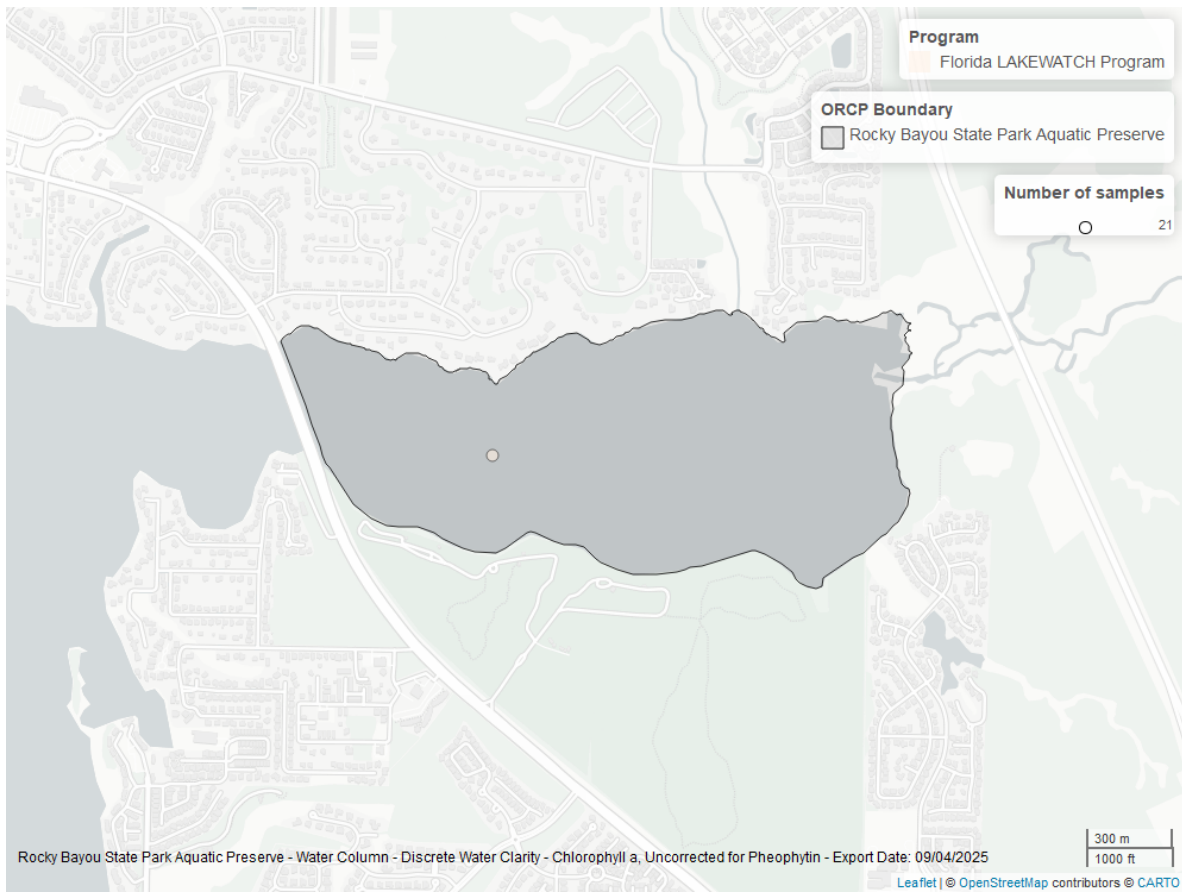 Program
Florida LAKEWATCH Program
ORCP Boundary
Rocky Bayou State Park Aquatic Preserve
Number of samples
21
300 m
1000 ft
Rocky Bayou State Park Aquatic Preserve - Water Column - Discrete Water Clarity - Chlorophyll a, Uncorrected for Pheophytin - Export Date: 09/04/2025
Leaflet | © OpenStreetMap contributors © CARTO